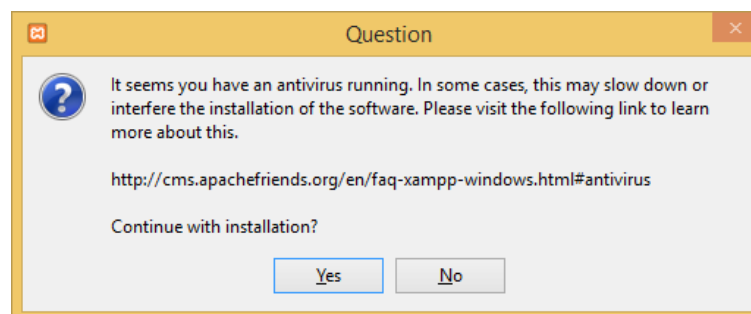 Question
It seems you have an antivirus running. In some cases, this may slow down or
interfere the installation of the software. Please visit the following link to learn
more about this.
http://cms.apachefriends.org/en/faq-xampp-windows.html#antivirus
Continue with installation?
Yes No